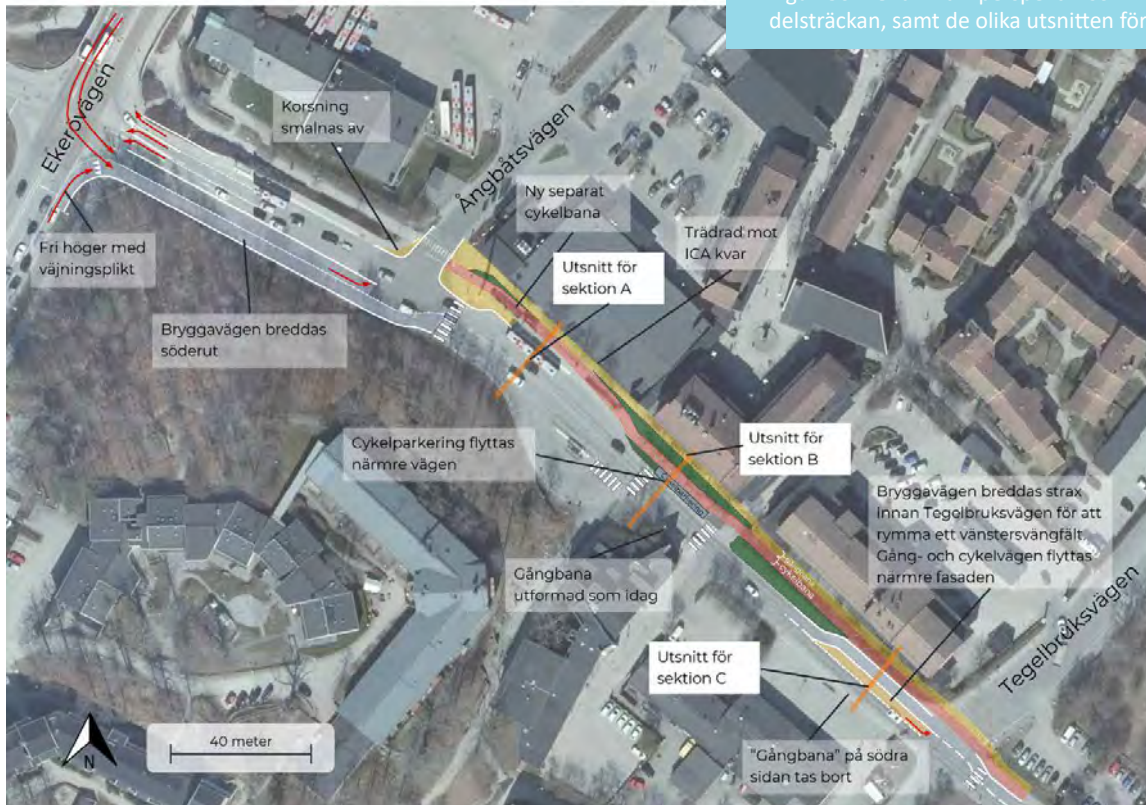 delsträckan, samt de olika utsnitten för
Ekerövägen
Korsning
smalnas av
Ångbåtsvägen
Ny separat
cykelbana
Trädrad mot
ICA kvar
Fri höger med
väjningsplikt
Utsnitt för
sektion A
Bryggavägen breddas
söderut
Cykelparkering flyttas
närmre vägen
Utsnitt för
sektion B
Bryggavägen breddas strax
innan Tegelbruksvägen för att
rymma ett vänstersvängfält.
Gång- och cykelvägen flyttas
närmre fasaden
Gångbana
utformad som idag
Gångbana
Cykelbana
Tegelbruksvägen
Utsnitt för
sektion C
"Gångbana" på södra
sidan tas bort
N
40 meter